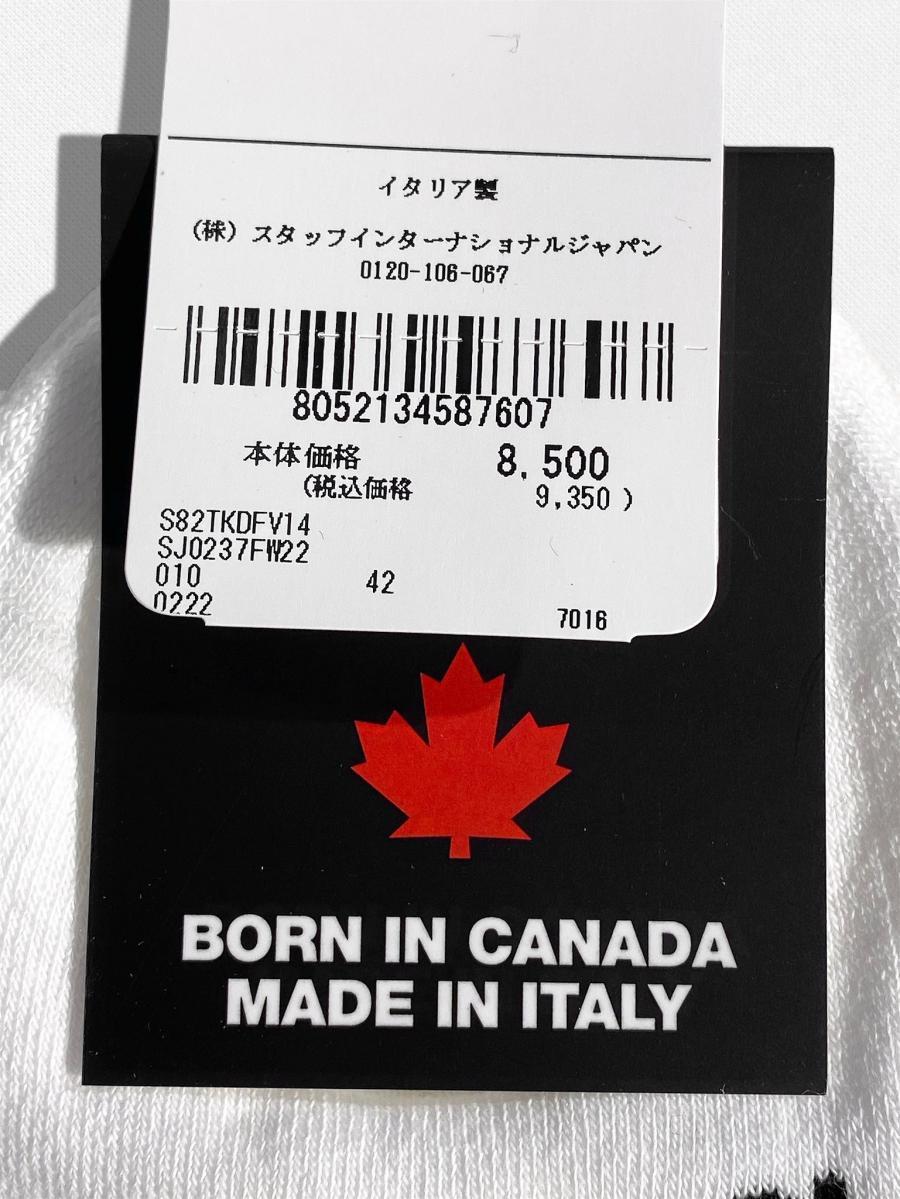 イタリア製
(株) スタッフインターナショナルジャパン
0120-106-067
8052134587607
本体価格 8,500
(税込価格 9,350 )
S82TKDFV14
SJ0237FW22
010 42
0222 7016
BORN IN CANADA
MADE IN ITALY